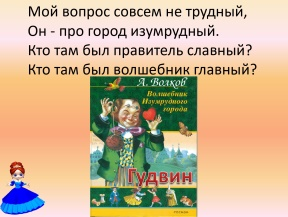 Мой вопрос совсем не трудный,
Он - про город изумрудный.
Кто там был правитель славный?
Кто там был волшебник главный?
А. Волков
Волшебник
Изумрудного
города
Гудвин